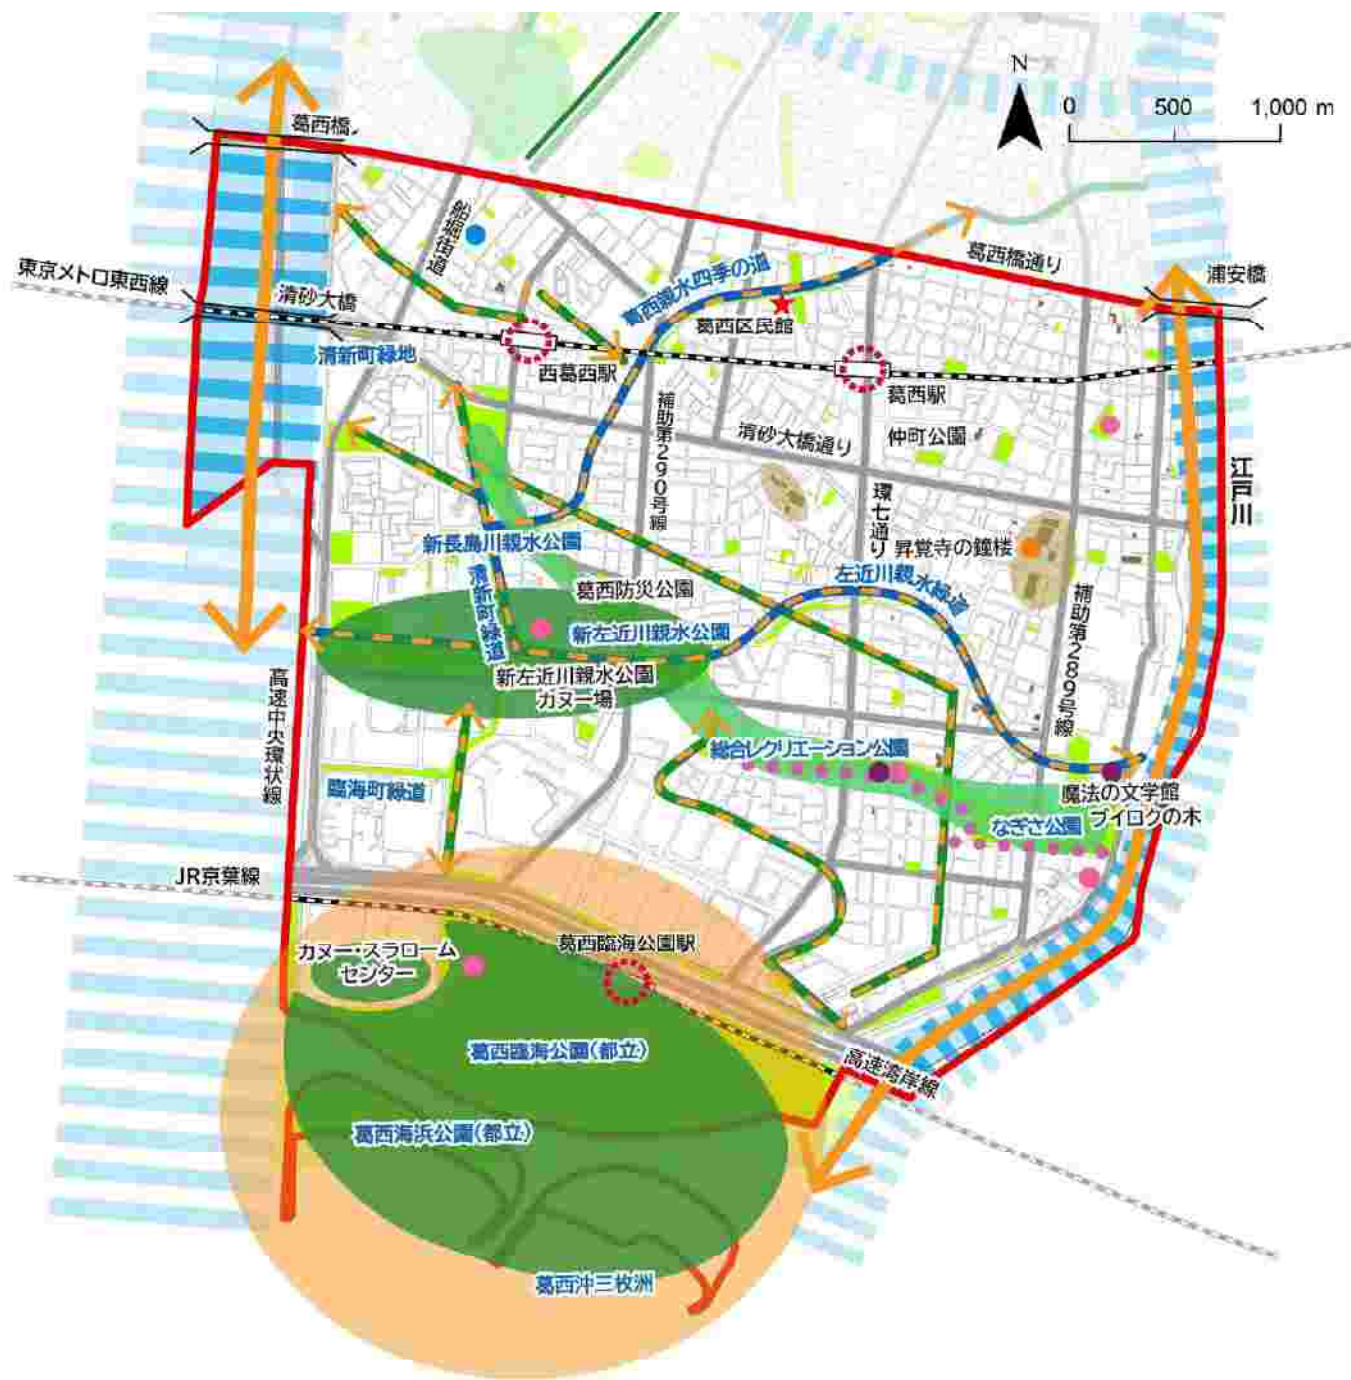 N
0 500 1,000 m
葛西橋
船堀街道
葛西橋通り
浦安橋
東京メトロ東西線
清砂大橋
葛西親水四季の道
葛西区民館
清新町緑地
西葛西駅
葛西駅
補助第290号線
清砂大橋通り
仲町公園
江戸川
環七通り
新長島川親水公園
昇覚寺の鐘楼
清新町緑道
葛西防災公園
左近川親水緑道
補助第289号線
新左近川親水公園
新左近川親水公園
カヌー場
高速中央環状線
総合レクリエーション公園
臨海町緑道
魔法の文学館
なぎさ公園
ブイロクの木
JR京葉線
葛西臨海公園駅
カヌー・スラローム
センター
葛西臨海公園(都立)
高速湾岸線
葛西海浜公園(都立)
葛西沖三枚洲